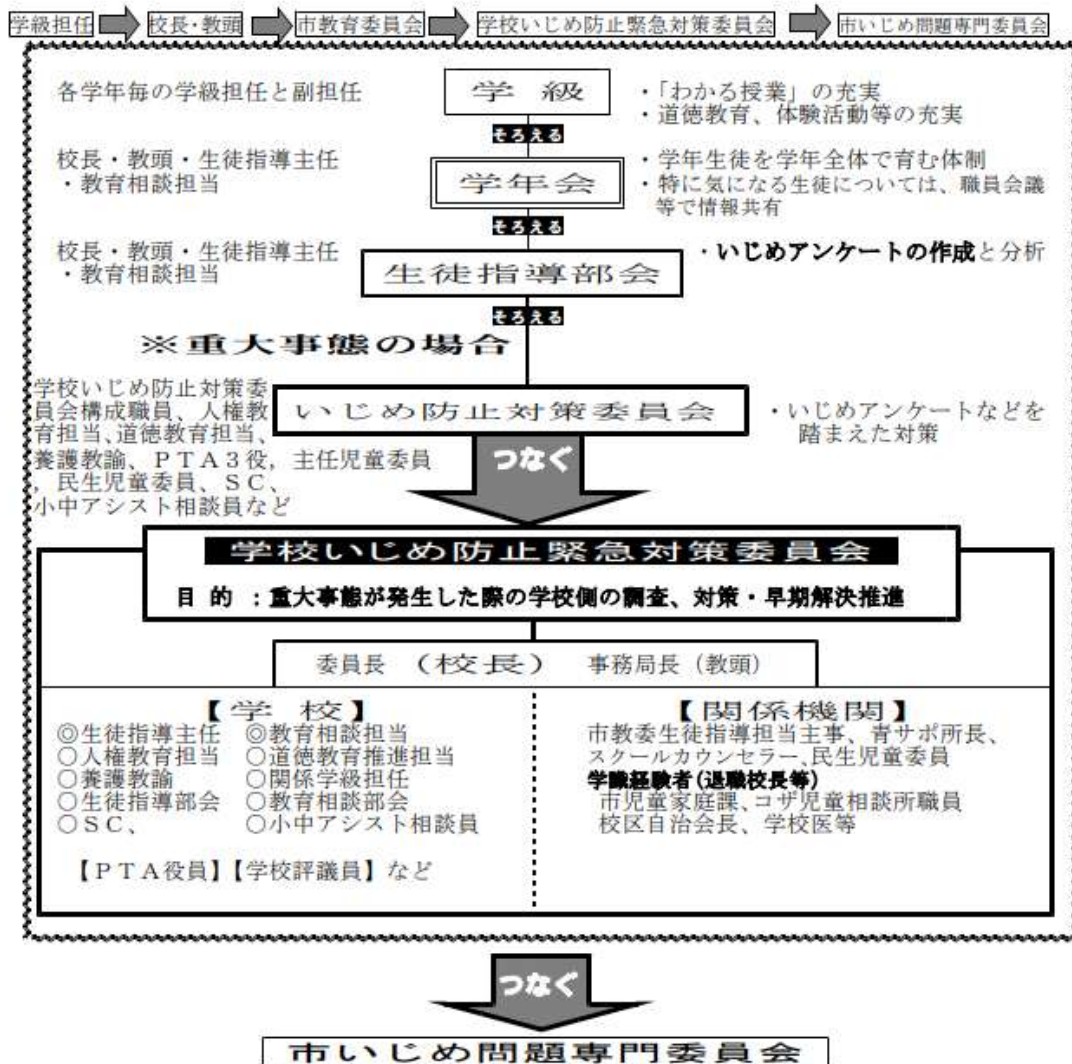 学級担任 校長・教頭 市教育委員会 学校いじめ防止緊急対策委員会 市いじめ問題専門委員会
各学年毎の学級担任と副担任
学 級
・「わかる授業」の充実
・道徳教育、体験活動等の充実
そろえる
校長・教頭・生徒指導主任
・教育相談担当
学年会
・学年生徒を学年全体で育む体制
・特に気になる生徒については、職員会議
等で情報共有
そろえる
校長・教頭・生徒指導主任
・教育相談担当
生徒指導部会
・いじめアンケートの作成と分析
そろえる
※重大事態の場合
学校いじめ防止対策委
員会構成職員、人権教
育担当、道徳教育担当、
養護教諭、PTA3役, 主任児童委員
, 民生児童委員、SC、
小中アシスト相談員など
いじめ防止対策委員会
・いじめアンケートなどを
踏まえた対策
つなぐ
学校いじめ防止緊急対策委員会
目 的 :重大事態が発生した際の学校側の調査、対策・早期解決推進
委員長 (校長) 事務局長(教頭)
【学 校】
◎生徒指導主任 ◎教育相談担当
○人権教育担当 ○道徳教育推進担当
○養護教諭 ○関係学級担任
○生徒指導部会 ○教育相談部会
○SC、 ○小中アシスト相談員
【PTA役員】【学校評議員】など
【関係機関】
市教委生徒指導担当主事、青サポ所長、
スクールカウンセラー、民生児童委員
学識経験者(退職校長等)
市児童家庭課、コザ児童相談所職員
校区自治会長、学校医等
つなぐ
市いじめ問題専門委員会